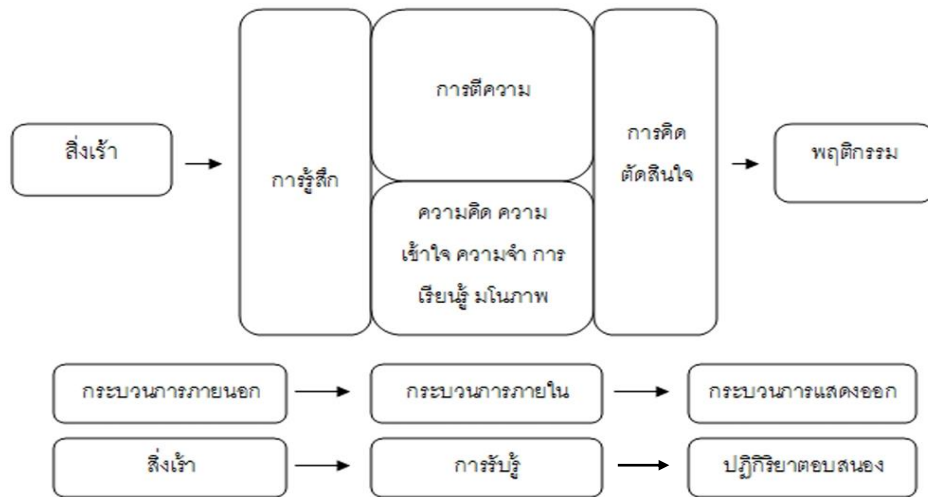 สิ่งเร้า
การรู้สึก
การตีความ
ความคิด ความ
เข้าใจ ความจำ การ
เรียนรู้ มโนภาพ
การคิด
ตัดสินใจ
พฤติกรรม
กระบวนการภายนอก
กระบวนการภายใน
กระบวนการแสดงออก
สิ่งเร้า
การรับรู้
ปฏิกิริยาตอบสนอง